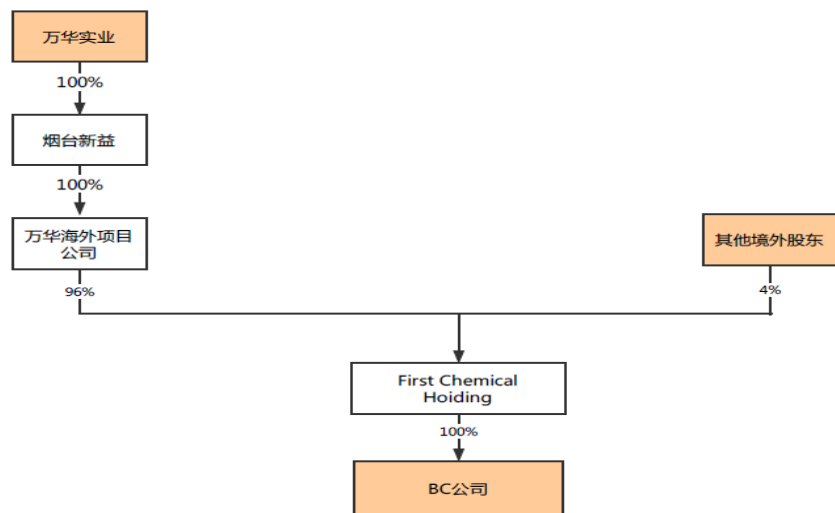 万华实业
100%
烟台新益
100%
万华海外项目
公司
其他境外股东
96%
4%
First Chemical
Hoiding
100%
BC公司